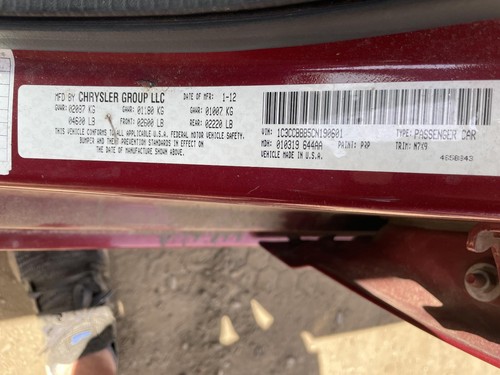 MFD BY CHRYSLER GROUP LLC DATE OF MFR: 1-12
GVWR: 02087 KG GAWR: 01180 KG GAWR: 01007 KG
04600 LB FRONT: 02600 LB REAR: 02220 LB
THIS VEHICLE CONFORMS TO ALL APPLICABLE U.S.A. FEDERAL MOTOR VEHICLE SAFETY,
BUMPER AND THEFT PREVENTION STANDARDS IN EFFECT ON
THE DATE OF MANUFACTURE SHOWN ABOVE.
VIN: 1C3CCBBB5CN190601 TYPE: PASSENGER CAR
MDH: 010319 644AA PAINT: PRP TRIM: M7X9
VEHICLE MADE IN U.S.A. 4658943